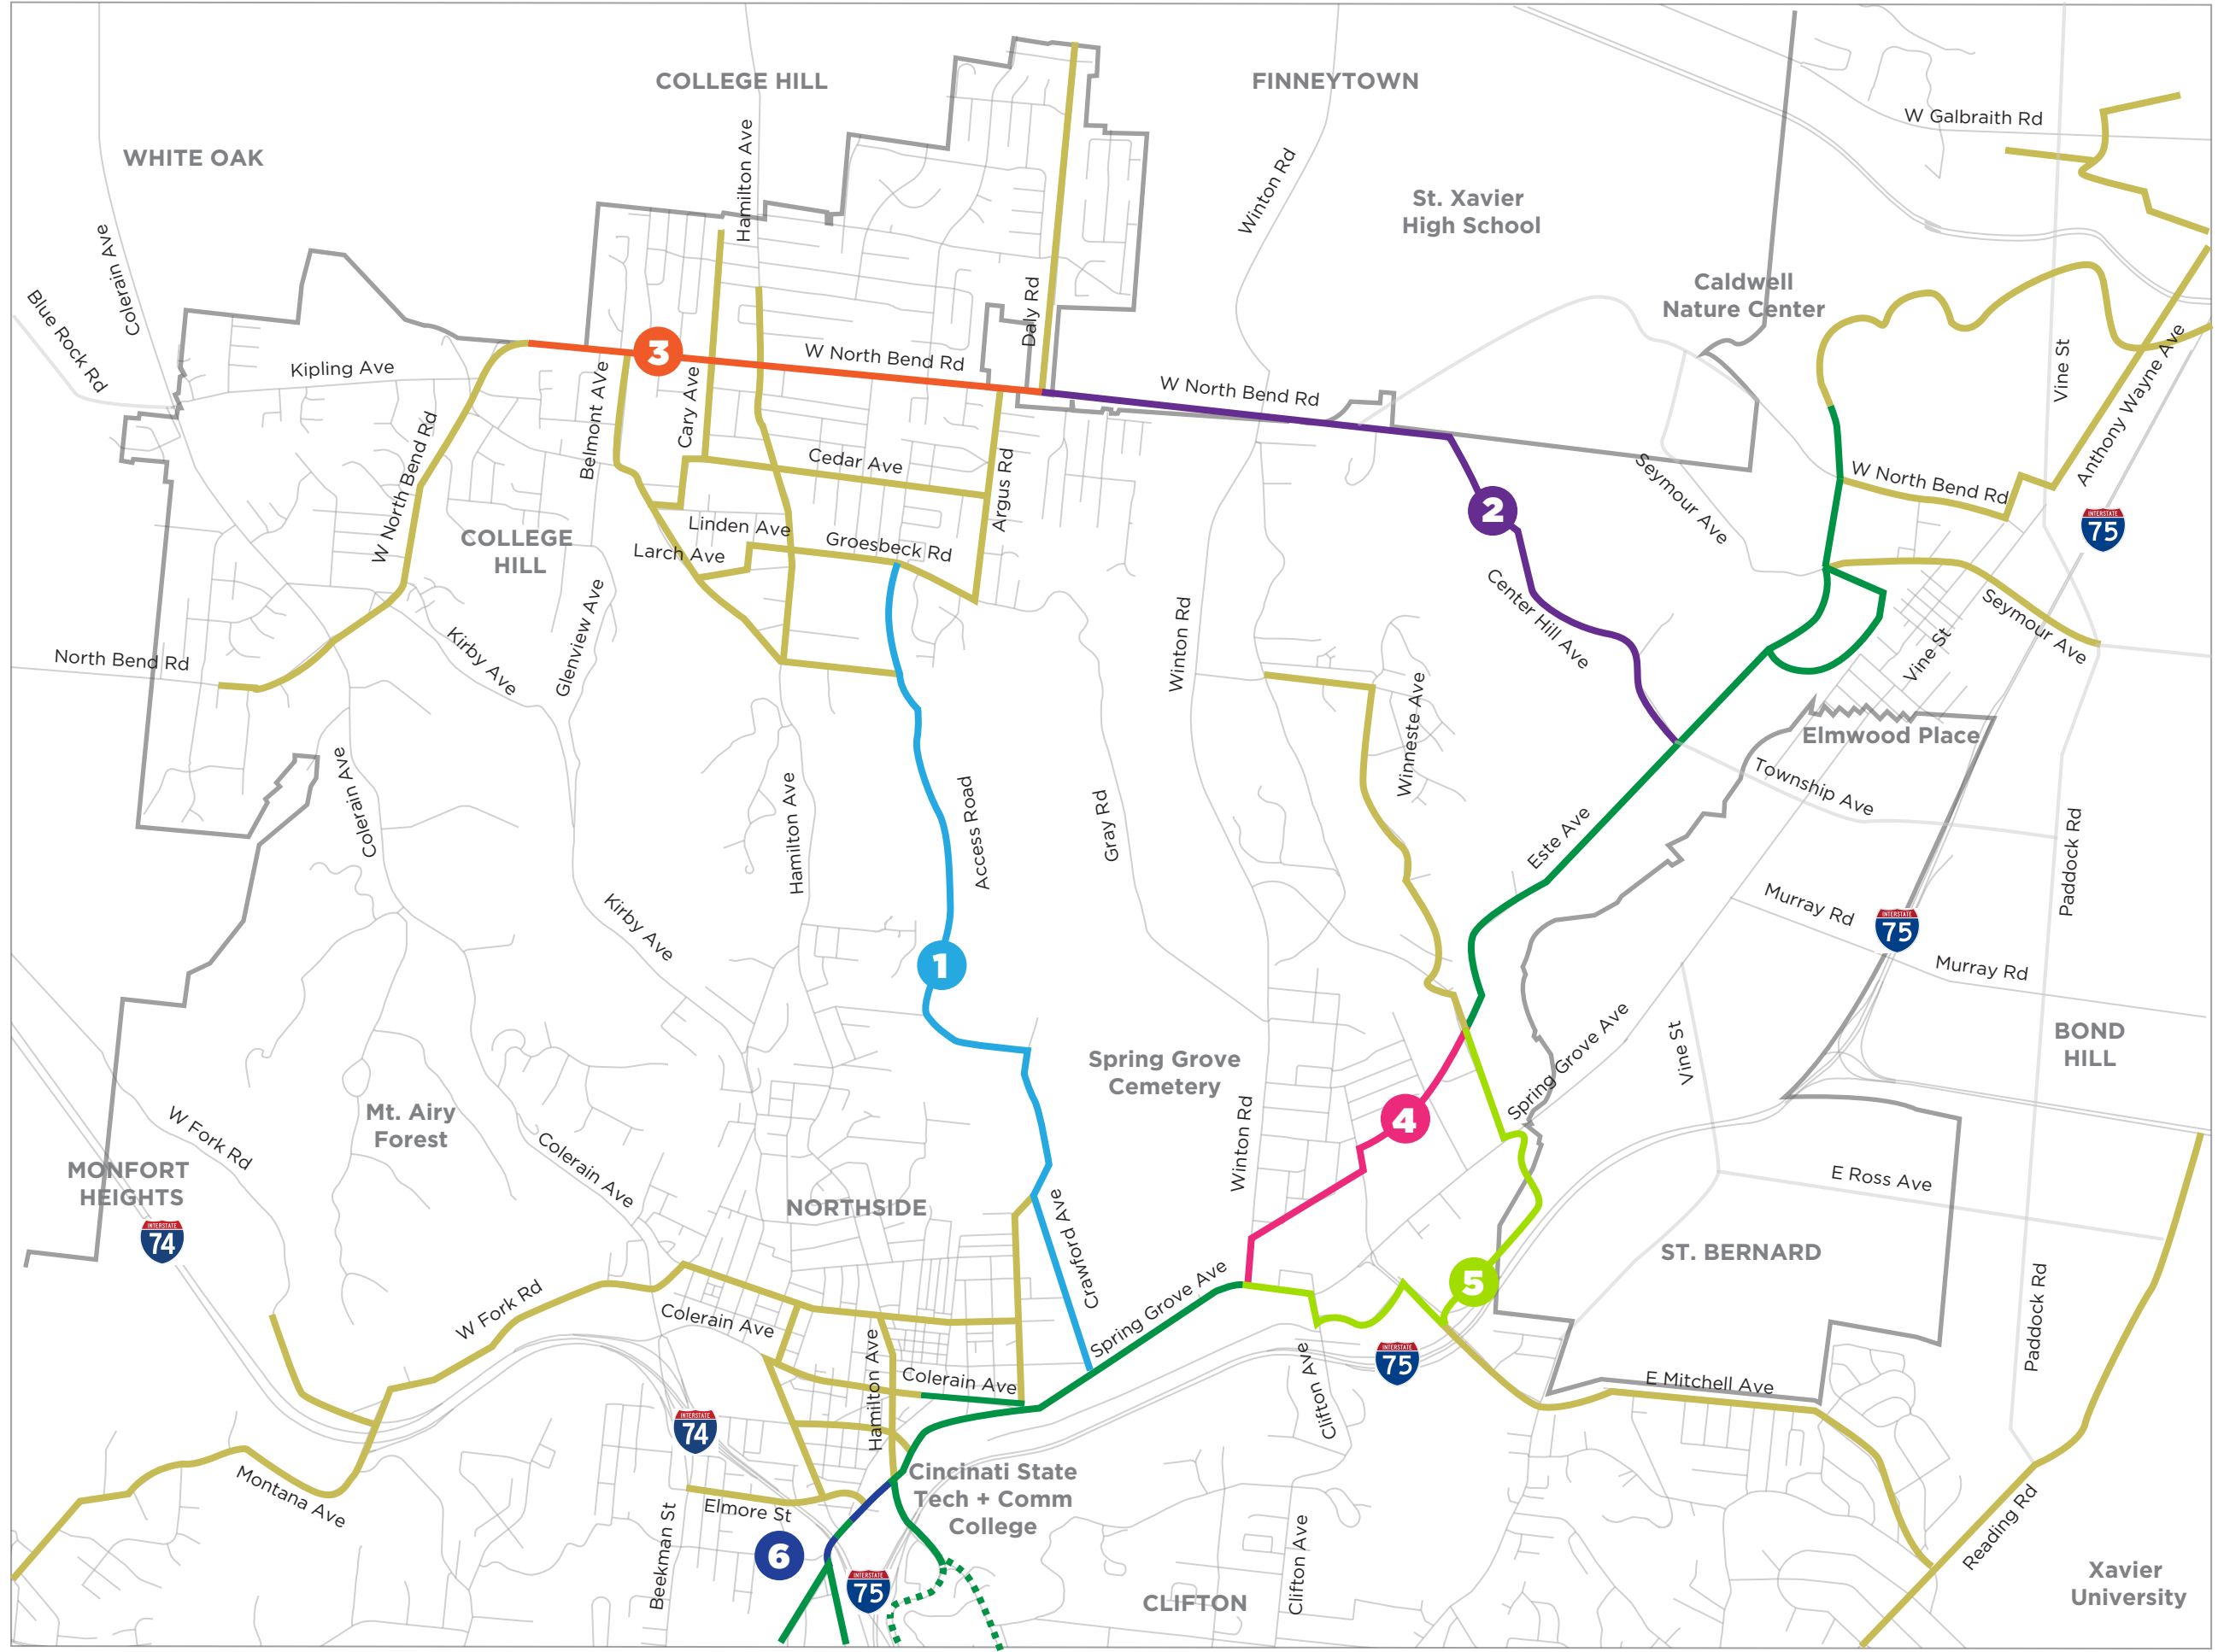 COLLEGE HILL
FINNEYTOWN
W Galbraith Rd
WHITE OAK
Hamilton Ave
Winton Rd
St. Xavier
High School
Colerain Ave
Blue Rock Rd
Daly Rd
Caldwell
Nature Center
Kipling Ave
3
W North Bend Rd
W North Bend Rd
Vine St
Anthony Wayne Ave
Belmont Ave
Cary Ave
W North Bend Rd
Cedar Ave
Argus Rd
Seymour Ave
W North Bend Rd
2
INTERSTATE
75
COLLEGE
HILL
Linden Ave
Larch Ave
Groesbeck Rd
Center Hill Ave
Seymour Ave
North Bend Rd
Kirby Ave
Glenview Ave
Winton Rd
Vine St
Winneste Ave
Elmwood Place
Township Ave
Colerain Ave
Hamilton Ave
Access Road
Gray Rd
Este Ave
Paddock Rd
Murray Rd
INTERSTATE
75
Kirby Ave
1
Murray Rd
Spring Grove
Cemetery
Spring Grove Ave
Vine St
BOND
HILL
Mt. Airy
Forest
W Fork Rd
Colerain Ave
4
Winton Rd
MONFORT
HEIGHTS
E Ross Ave
NORTHSIDE
INTERSTATE
74
Crawford Ave
ST. BERNARD
5
W Fork Rd
Colerain Ave
Spring Grove Ave
Paddock Rd
Hamilton Ave
Colerain Ave
Clifton Ave
INTERSTATE
75
E Mitchell Ave
INTERSTATE
74
Montana Ave
Cincinati State
Tech + Comm
College
Elmore St
Beekman St
6
INTERSTATE
75
Clifton Ave
CLIFTON
Reading Rd
Xavier
University